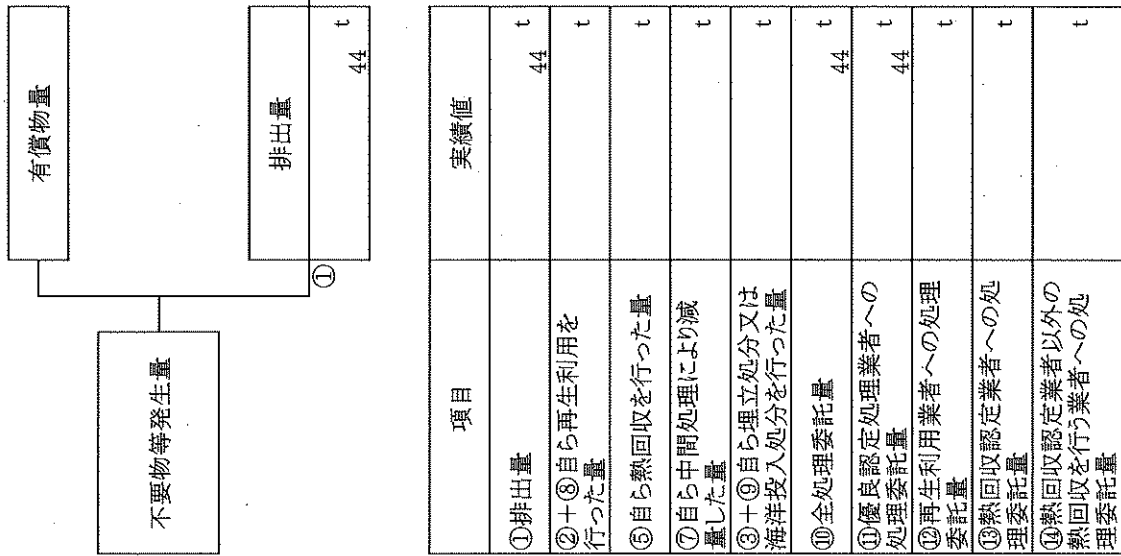 不要物等発生量
有償物量
①
排出量
44 t
項目 実績値
①排出量 44 t
②+⑧自ら再生利用を
行った量 t
⑤自ら熱回収を行った量 t
⑦自ら中間処理により減
量した量 t
③+⑨自ら埋立処分又は
海洋投入処分を行った量 t
⑩全処理委託量 44 t
⑪優良認定処理業者への
処理委託量 44 t
⑫再生利用業者への処理
委託量 t
⑬熱回収認定業者への処
理委託量 t
⑭熱回収認定業者以外の
熱回収を行う業者への処
理委託量 t